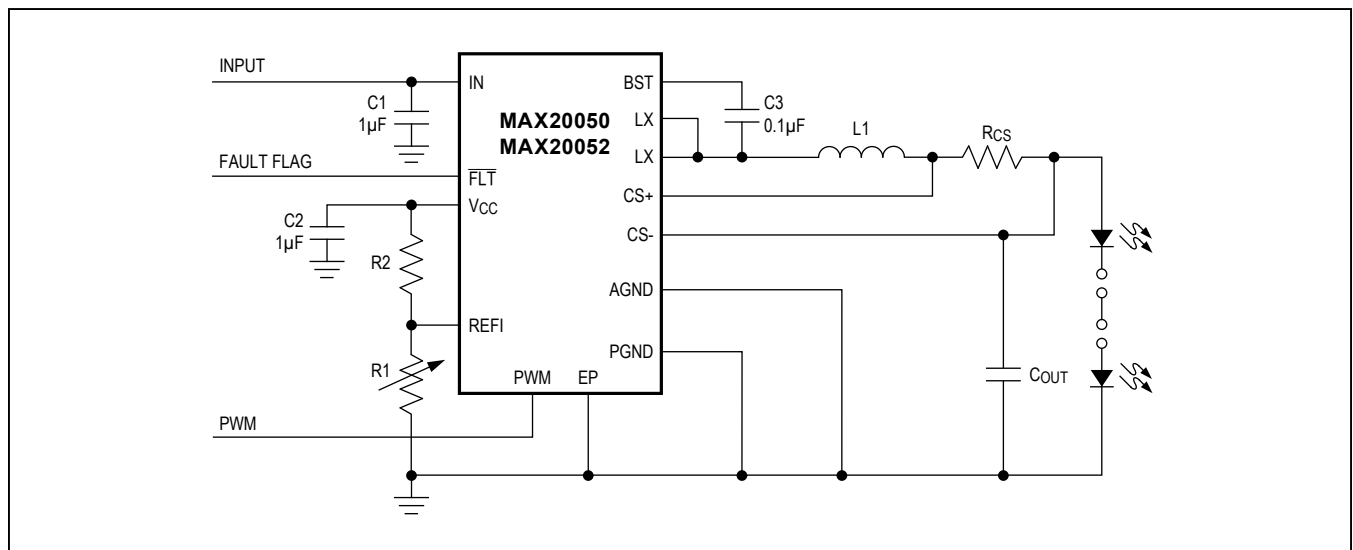 INPUT
IN
C1
1µF
FAULT FLAG
FLT
VCC
C2
1µF
R2
REFI
R1
PWM
PWM
EP
MAX20050
MAX20052
BST
LX
LX
CS+
CS-
AGND
PGND
C3
0.1µF
L1
RCS
COUT